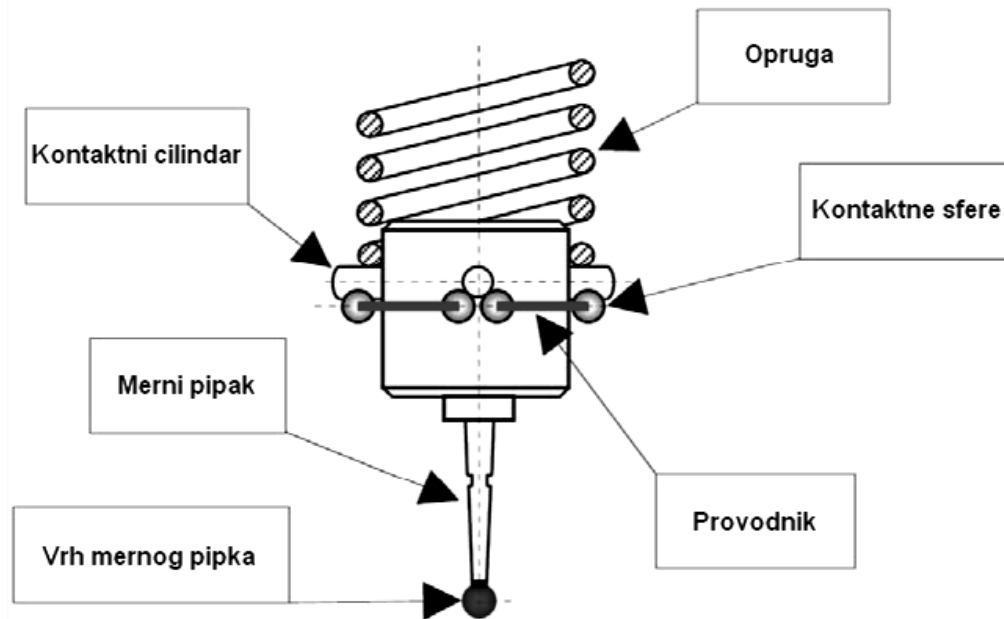 Opruga
Kontaktni cilindar
Kontaktne sfere
Merni pipak
Provodnik
Vrh mernog pipka